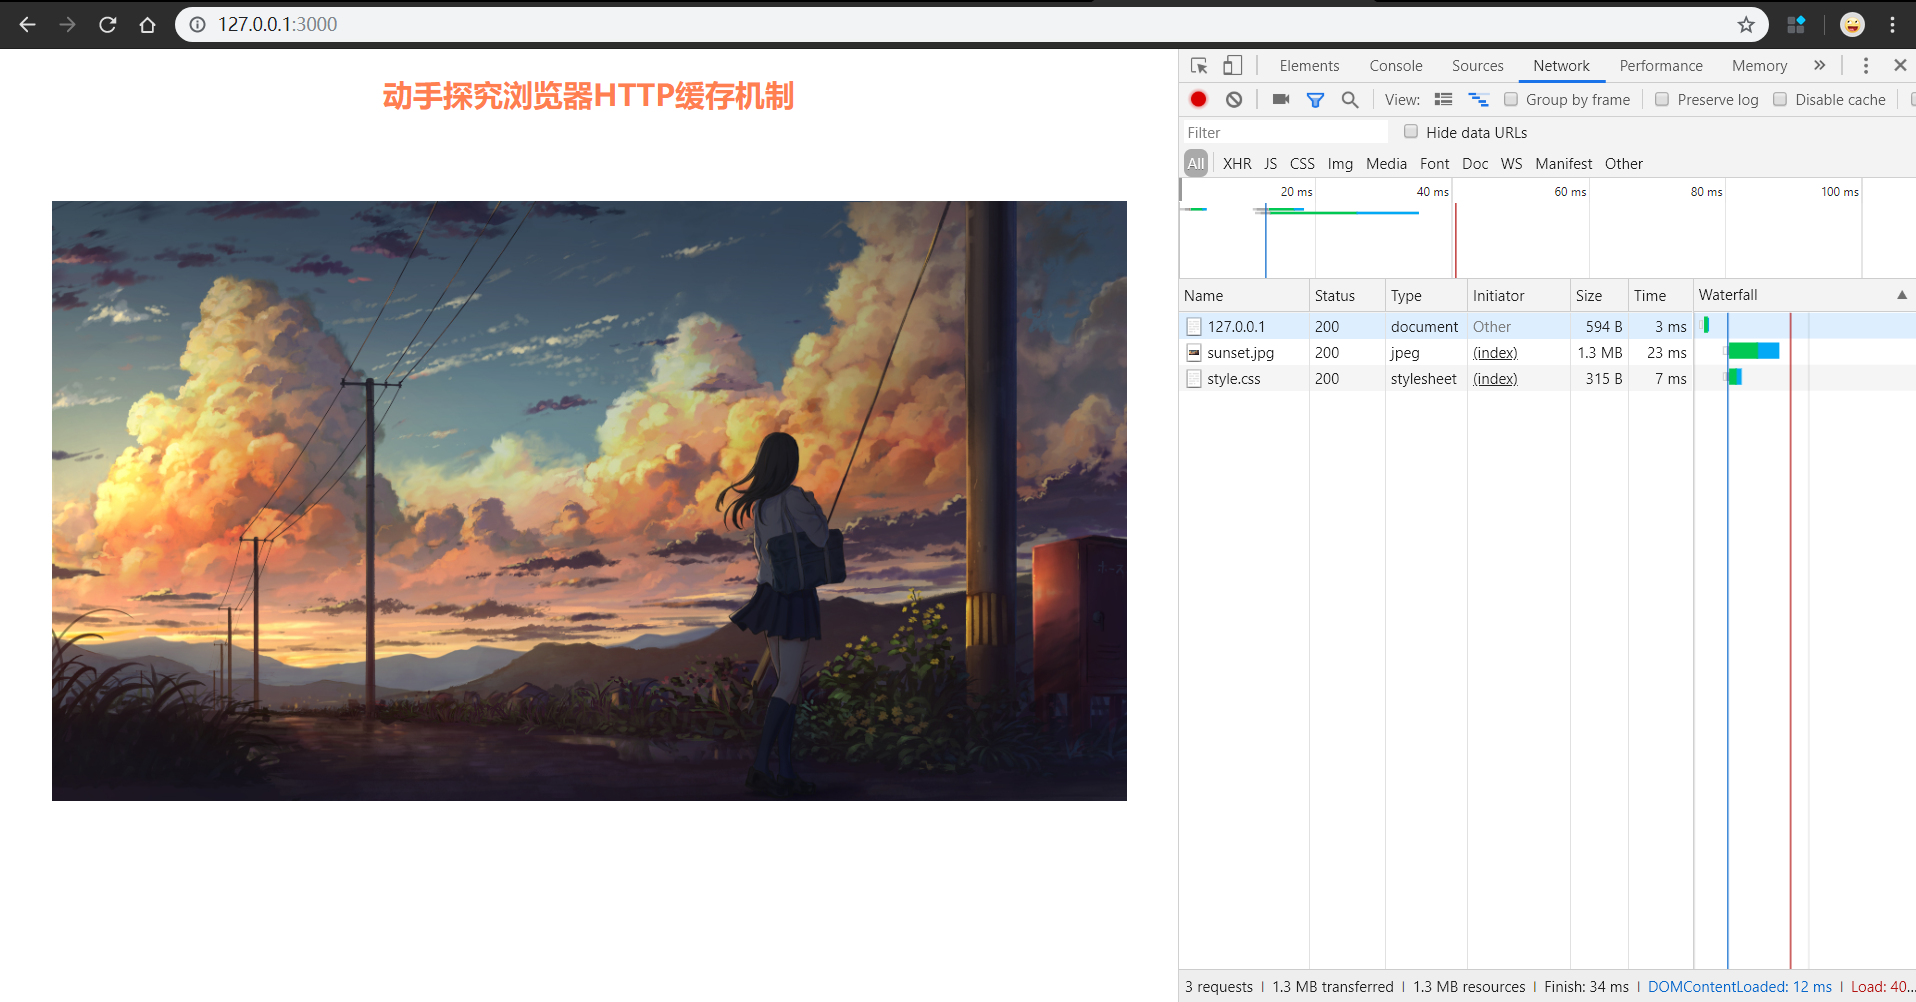 127.0.0.1:3000
动手探究浏览器HTTP缓存机制
Elements Console Sources Network Performance Memory »
View: Group by frame Preserve log Disable cache
Filter Hide data URLs
All XHR JS CSS Img Media Font Doc WS Manifest Other
20 ms 40 ms 60 ms 80 ms 100 ms
Name Status Type Initiator Size Time Waterfall ▲
127.0.0.1 200 document Other 594 B 3 ms
sunset.jpg 200 jpeg (index) 1.3 MB 23 ms
style.css 200 stylesheet (index) 315 B 7 ms
3 requests | 1.3 MB transferred | 1.3 MB resources | Finish: 34 ms | DOMContentLoaded: 12 ms | Load: 40...